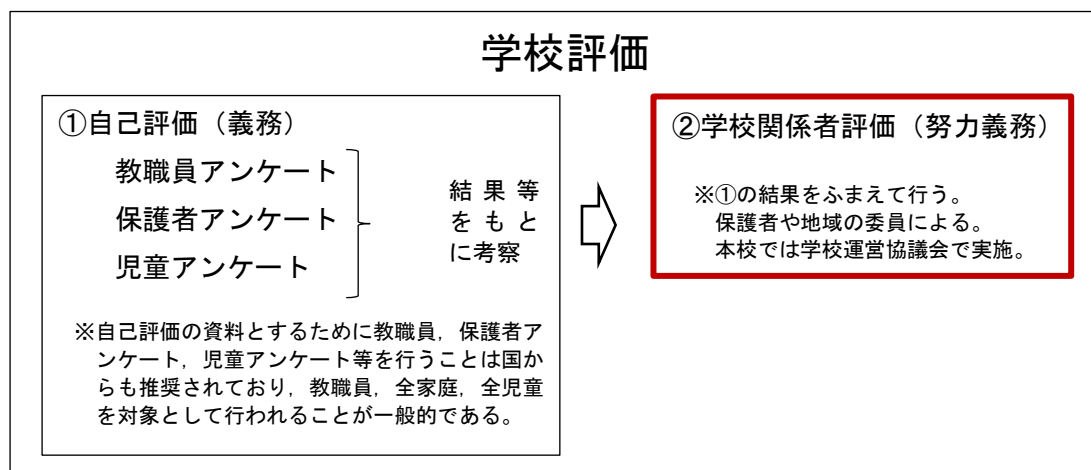 学校評価
①自己評価（義務）
教職員アンケート
保護者アンケート
児童アンケート
結果等
をもと
に考察
※自己評価の資料とするために教職員，保護者ア
ンケート，児童アンケート等を行うことは国か
らも推奨されており，教職員，全家庭，全児童
を対象として行われることが一般的である。
②学校関係者評価（努力義務）
※①の結果をふまえて行う。
保護者や地域の委員による。
本校では学校運営協議会で実施。